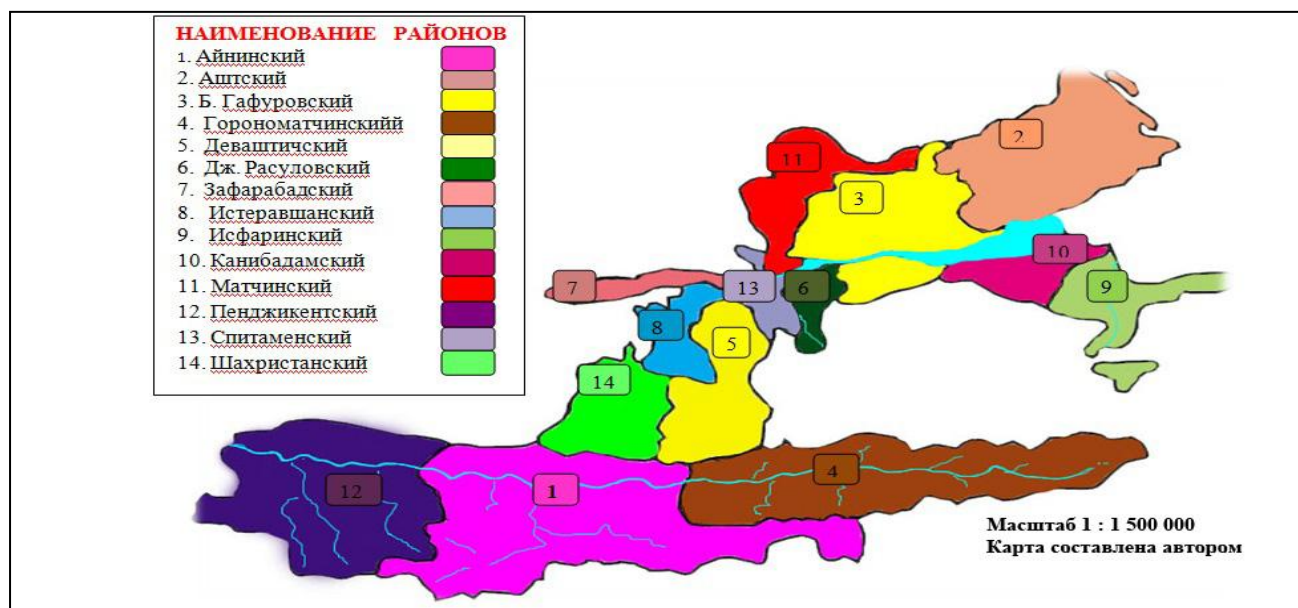 НАИМЕНОВАНИЕ РАЙОНОВ
1. Айнинский
2. Аштский
3. Б. Гафуровский
4. Горономатчинскийй
5. Деваштичский
6. Дж. Расуловский
7. Зафарабадский
8. Истеравшанский
9. Исфаринский
10. Канибадамский
11. Матчинский
12. Пенджикентский
13. Спитаменский
14. Шахристанский
2
11
3
10
7
13
6
9
8
5
14
4
12
1
Масштаб 1 : 1 500 000
Карта составлена автором